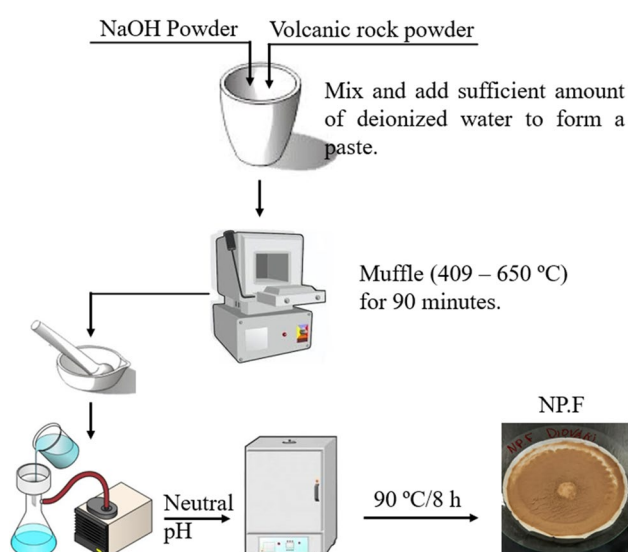 NaOH Powder
Volcanic rock powder
Mix and add sufficient amount
of deionized water to form a
paste.
Muffle (409 – 650 ºC)
for 90 minutes.
NP.F
Neutral
pH
90 ºC/8 h